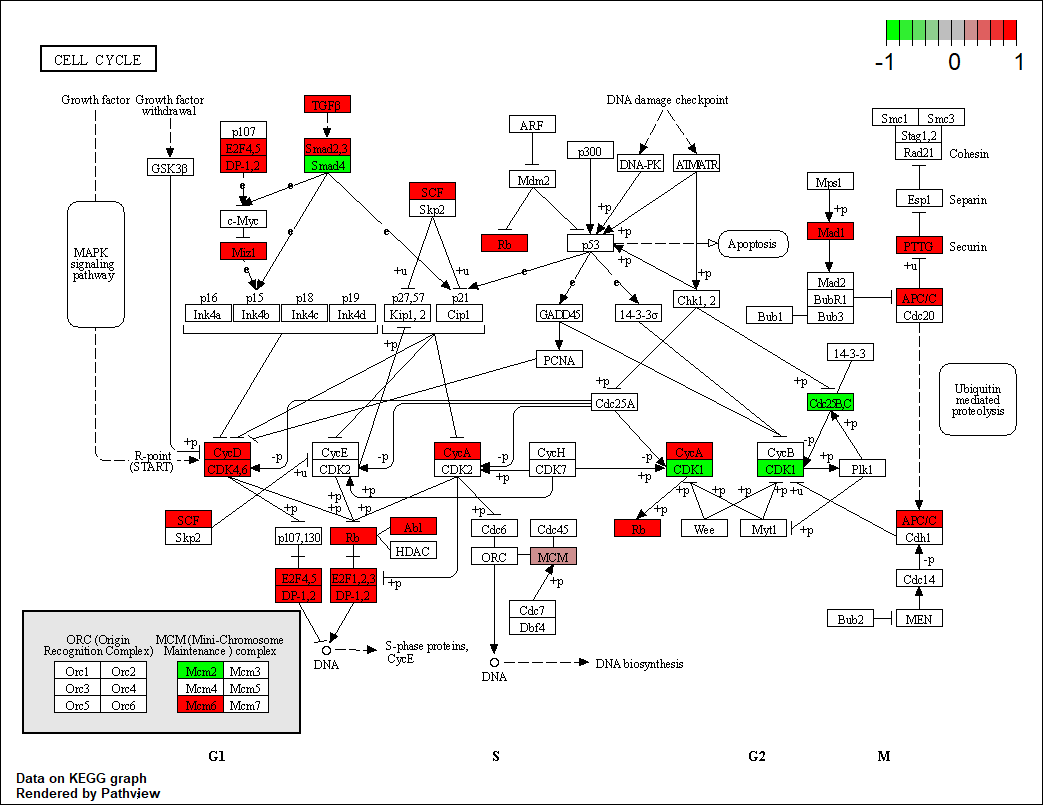 CELL CYCLE
-1 0 1
Growth factor
Growth factor
withdrawal
TGFβ
DNA damage checkpoint
Smc1 Smc3
Stag1,2
Rad21
Cohesin
ARF
p107
E2F4,5
DP-1,2
Smad2,3
Smad4
p300
GSK3β
DNA-PK
ATMATR
Mdm2
Mps1
Esp1
Separin
SCF
Skp2
e
e
+p
+p
c-Myc
Mad1
Rb
p53
Apoptosis
PTTG
Securin
MAPK
signaling
pathway
Miz1
e
e
+p
+p
+u
+u
+u
e
e
e
e
+p
Mad2
BubR1
Bub3
Bub1
APC/C
Cdc20
p16
Ink4a
p15
Ink4b
p18
Ink4c
p19
Ink4d
p27,57
Kip1, 2
p21
Cip1
GADD45
14-3-3σ
Chk1, 2
+p
PCNA
14-3-3
+p
+p
Cdc25A
Cdc25B,C
Ubiquitin
mediated
proteolysis
R-point
(START)
+p
CycD
CDK4,6
-p
CycE
CDK2
-p
CycA
CDK2
-p
+p
CycH
CDK7
-p
+p
CycA
CDK1
CycB
CDK1
-p
+p
+p
Plk1
+u
+p
+p
+p
+p
+p
+p
+p
+u
SCF
Skp2
p107,130
Rb
Abl
HDAC
Cdc6
Cdc45
ORC
MCM
Rb
Wee
Myt1
+p
APC/C
Cdh1
-p
E2F4,5
DP-1,2
E2F1,2,3
DP-1,2
+p
+p
Cdc7
Dbf4
Cdc14
Bub2
MEN
DNA
S-phase proteins,
CycE
DNA
DNA biosynthesis
ORC (Origin
Recognition Complex)
MCM (Mini-Chromosome
Maintenance ) complex
Orc1 Orc2
Orc3 Orc4
Orc5 Orc6
Mcm2 Mcm3
Mcm4 Mcm5
Mcm6 Mcm7
G1 S G2 M
Data on KEGG graph
Rendered by Pathview